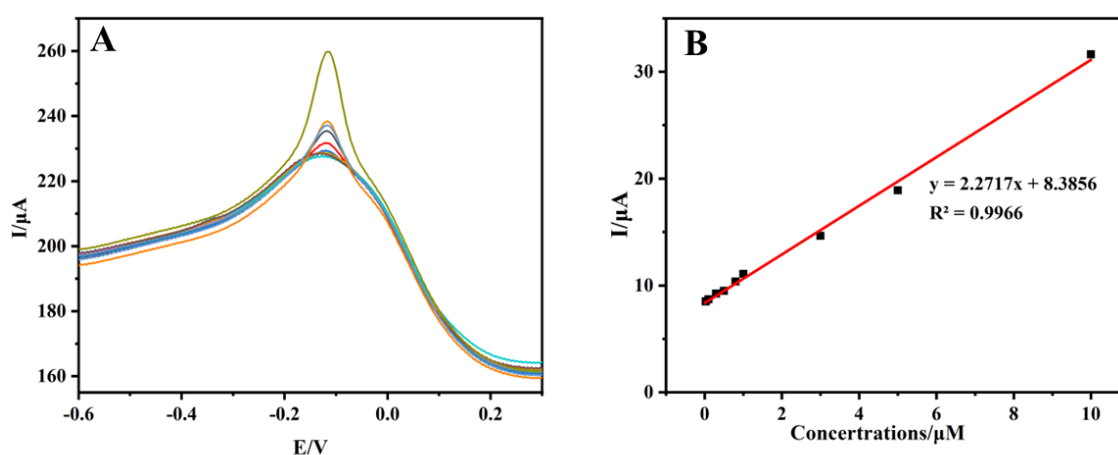 A
260
240
220
200
180
160
I/µA
-0.6
-0.4
-0.2
0.0
0.2
E/V
B
30
20
10
0
I/µA
y = 2.2717x + 8.3856
R² = 0.9966
0
2
4
6
8
10
Concertrations/µM